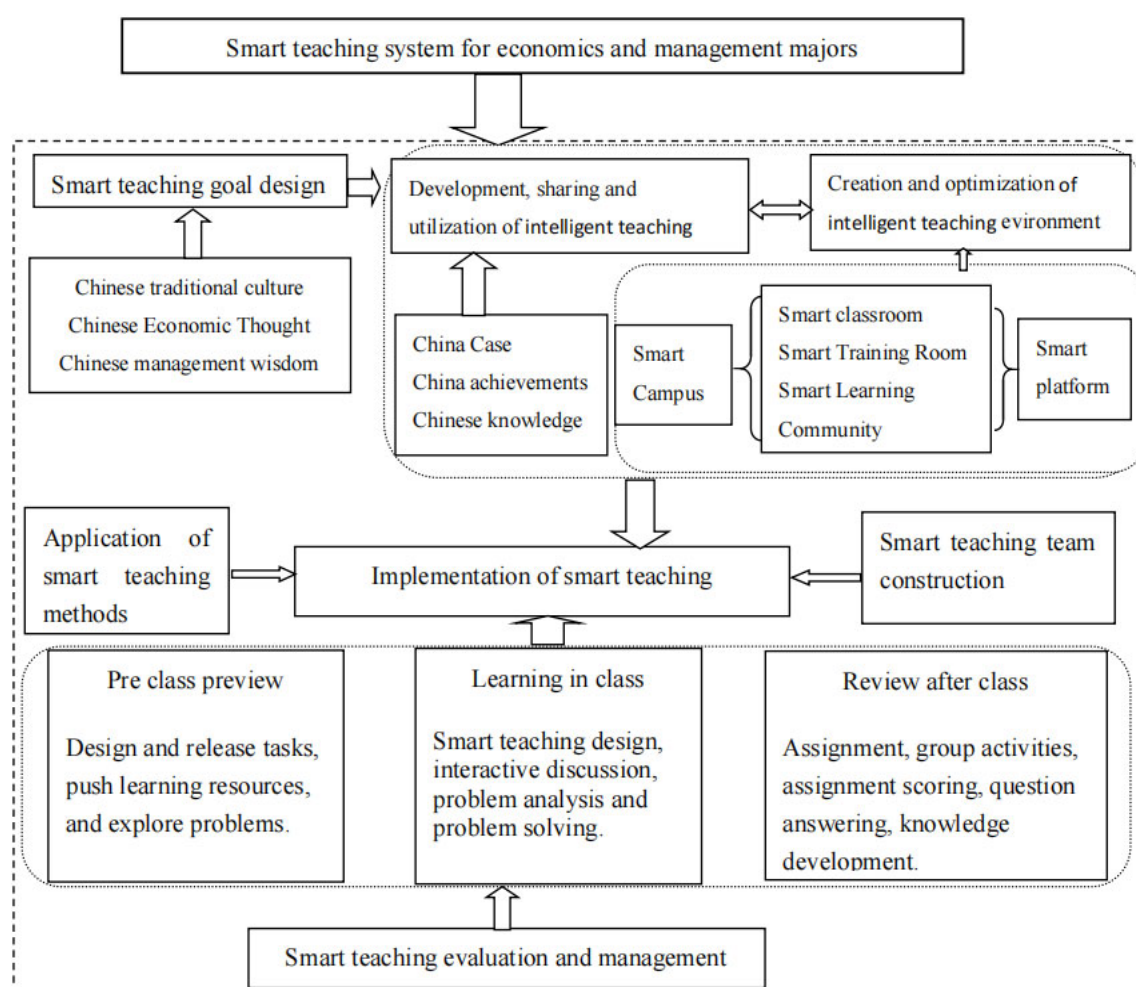 Smart teaching system for economics and management majors
Smart teaching goal design
Development, sharing and
utilization of intelligent teaching
Creation and optimization of
intelligent teaching evironment
Chinese traditional culture
Chinese Economic Thought
Chinese management wisdom
China Case
China achievements
Chinese knowledge
Smart
Campus
Smart classroom
Smart Training Room
Smart Learning
Community
Smart
platform
Application of
smart teaching
methods
Implementation of smart teaching
Smart teaching team
construction
Pre class preview
Design and release tasks,
push learning resources,
and explore problems.
Learning in class
Smart teaching design,
interactive discussion,
problem analysis and
problem solving.
Review after class
Assignment, group activities,
assignment scoring, question
answering, knowledge
development.
Smart teaching evaluation and management